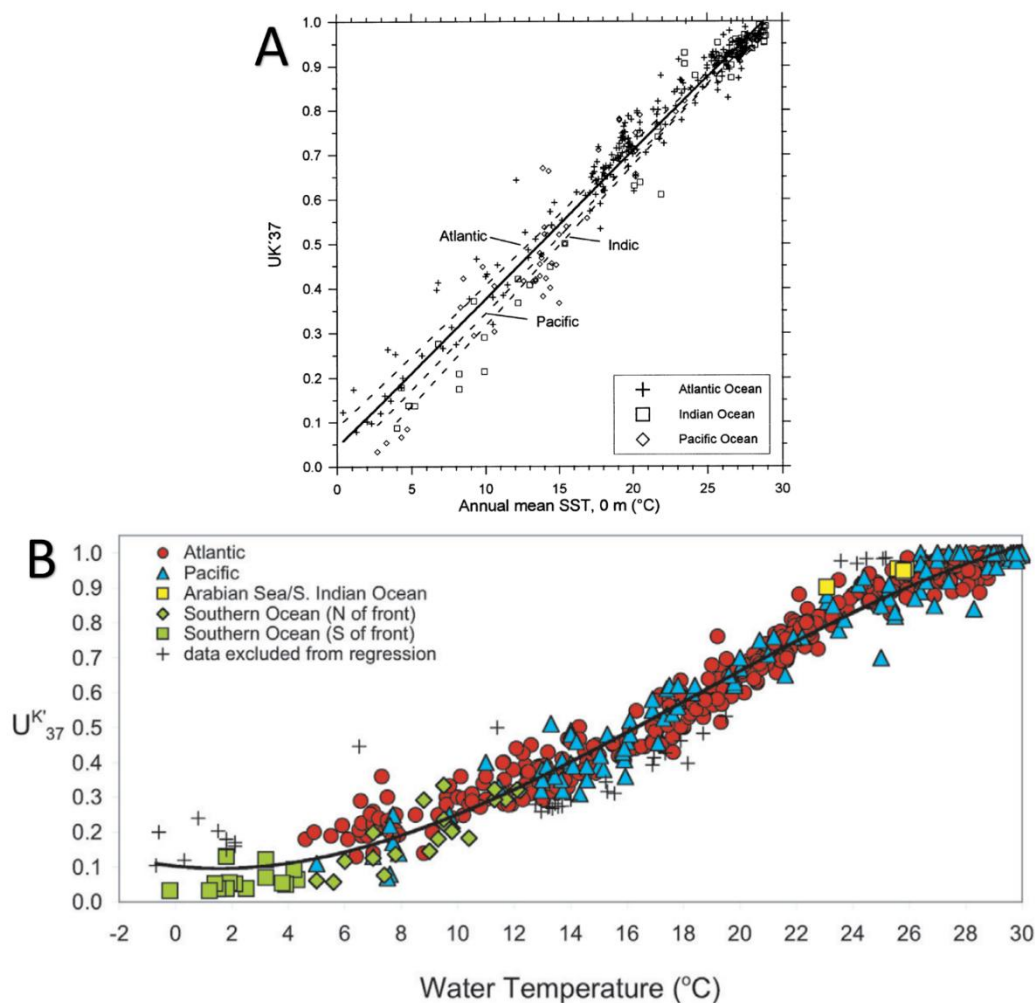 A
1.0
0.9
0.8
0.7
0.6
0.5
0.4
0.3
0.2
0.1
0.0
UK'37
Atlantic
Indic
Pacific
Atlantic Ocean
Indian Ocean
Pacific Ocean
0 5 10 15 20 25 30
Annual mean SST, 0 m (°C)
B
Atlantic
Pacific
Arabian Sea/S. Indian Ocean
Southern Ocean (N of front)
Southern Ocean (S of front)
data excluded from regression
1.0
0.9
0.8
0.7
0.6
0.5
0.4
0.3
0.2
0.1
0.0
U^K'_37
-2 0 2 4 6 8 10 12 14 16 18 20 22 24 26 28 30
Water Temperature (°C)